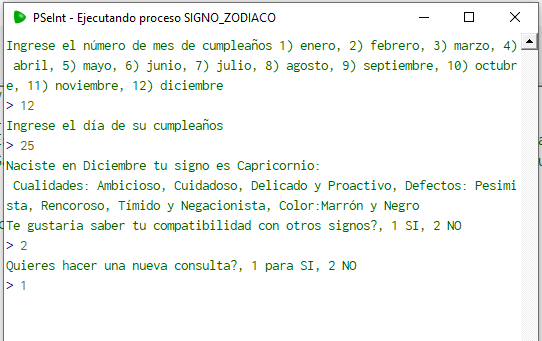 PSeInt - Ejecutando proceso SIGNO_ZODIACO
Ingrese el número de mes de cumpleaños 1) enero, 2) febrero, 3) marzo, 4)
 abril, 5) mayo, 6) junio, 7) julio, 8) agosto, 9) septiembre, 10) octubr
e, 11) noviembre, 12) diciembre
> 12
Ingrese el día de su cumpleaños
> 25
Naciste en Diciembre tu signo es Capricornio:
 Cualidades: Ambicioso, Cuidadoso, Delicado y Proactivo, Defectos: Pesimi
sta, Rencoroso, Tímido y Negacionista, Color:Marrón y Negro
Te gustaria saber tu compatibilidad con otros signos?, 1 SI, 2 NO
> 2
Quieres hacer una nueva consulta?, 1 para SI, 2 NO
> 1